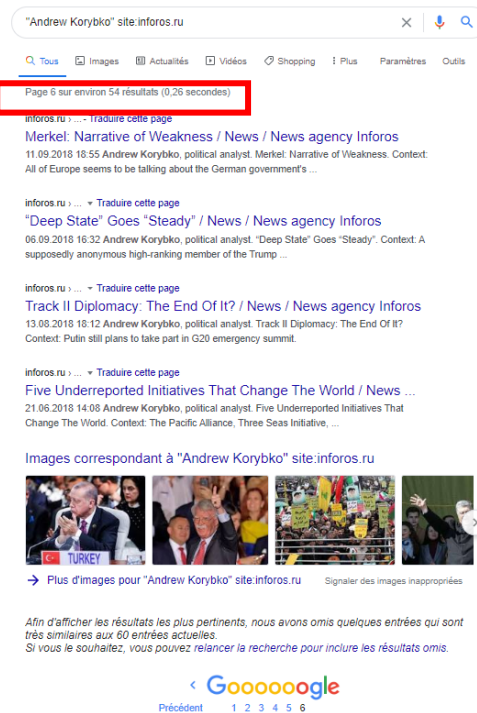 "Andrew Korybko" site:inforos.ru
Tous Images Actualités Vidéos Shopping Plus Paramètres Outils
Page 6 sur environ 54 résultats (0,26 secondes)
inforos.ru › ... - Traduire cette page
Merkel: Narrative of Weakness / News / News agency Inforos
11.09.2018 18:55 Andrew Korybko, political analyst. Merkel: Narrative of Weakness. Context:
All of Europe seems to be talking about the German government's ...
inforos.ru › ... Traduire cette page
“Deep State” Goes “Steady” / News / News agency Inforos
06.09.2018 16:32 Andrew Korybko, political analyst. “Deep State” Goes “Steady”. Context: A
supposedly anonymous high-ranking member of the Trump ...
inforos.ru › ... Traduire cette page
Track II Diplomacy: The End Of It? / News / News agency Inforos
13.08.2018 18:12 Andrew Korybko, political analyst. Track II Diplomacy: The End Of It?
Context: Putin still plans to take part in G20 emergency summit.
inforos.ru › ... Traduire cette page
Five Underreported Initiatives That Change The World / News ...
21.06.2018 14:08 Andrew Korybko, political analyst. Five Underreported Initiatives That
Change The World. Context: The Pacific Alliance, Three Seas Initiative, ...
Images correspondant à "Andrew Korybko" site:inforos.ru
TURKEY
Plus d'images pour "Andrew Korybko" site:inforos.ru Signaler des images inappropriées
Afin d'afficher les résultats les plus pertinents, nous avons omis quelques entrées qui sont
très similaires aux 60 entrées actuelles.
Si vous le souhaitez, vous pouvez relancer la recherche pour inclure les résultats omis.
Goooooogle
Précédent 1 2 3 4 5 6